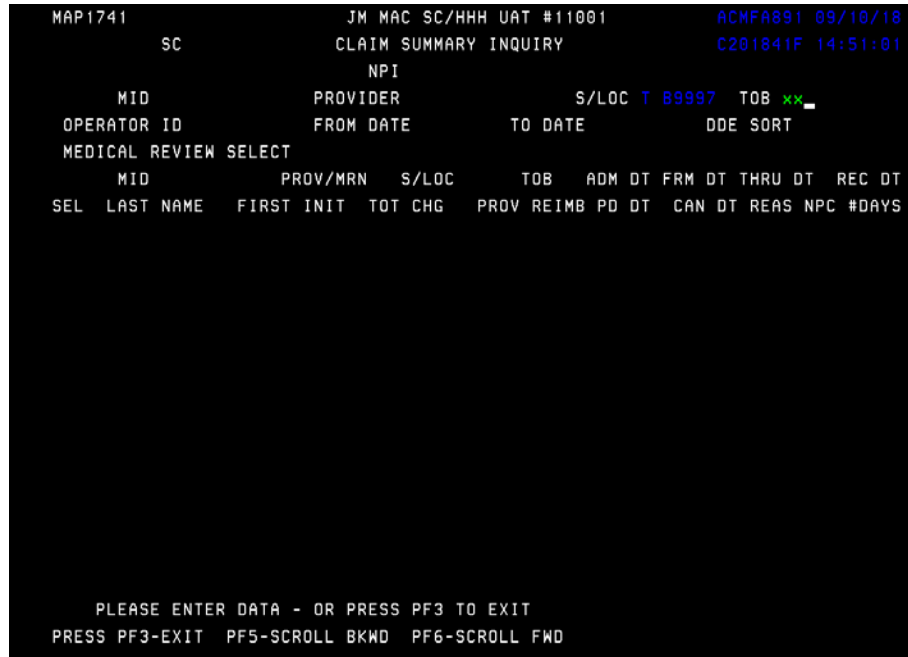 MAP1741 JM MAC SC/HHH UAT #11001 ACMFA891 09/10/18
SC CLAIM SUMMARY INQUIRY C201841F 14:51:01
NPI
MID PROVIDER S/LOC T B9997 TOB xx_
OPERATOR ID FROM DATE TO DATE DDE SORT
MEDICAL REVIEW SELECT
MID PROV/MRN S/LOC TOB ADM DT FRM DT THRU DT REC DT
SEL LAST NAME FIRST INIT TOT CHG PROV REIMB PD DT CAN DT REAS NPC #DAYS
PLEASE ENTER DATA - OR PRESS PF3 TO EXIT
PRESS PF3-EXIT PF5-SCROLL BKWD PF6-SCROLL FWD